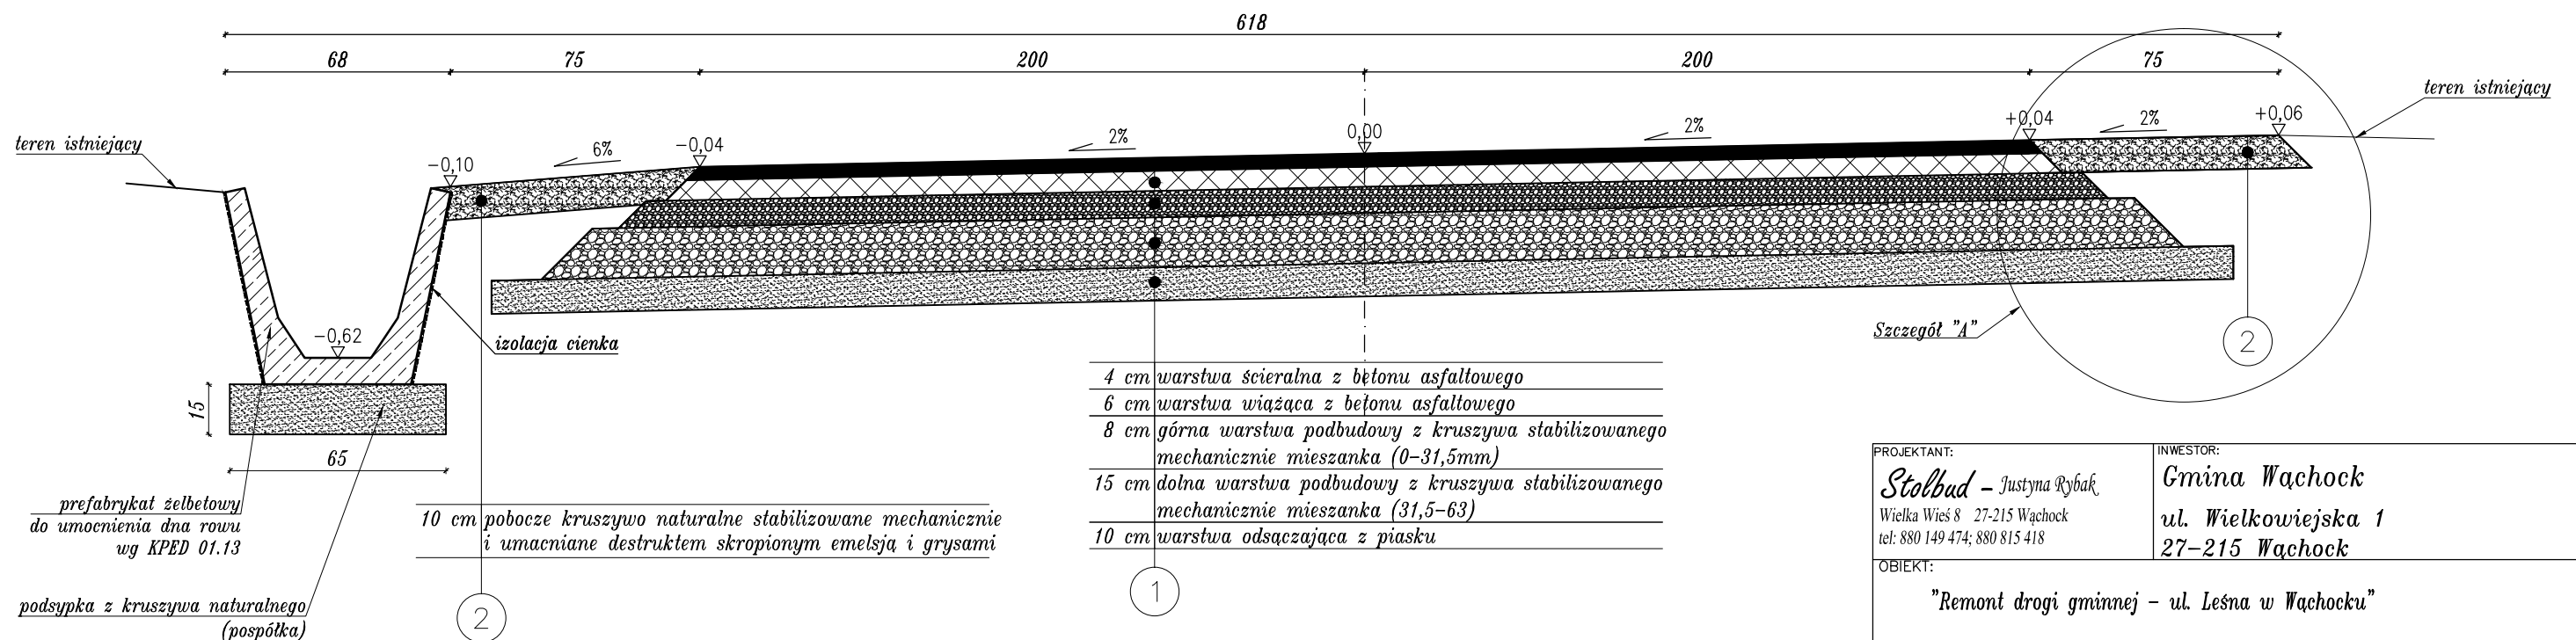 618
68
75
200
200
75
teren istniejący
teren istniejący
-0,10
6%
-0,04
2%
0,00
2%
+0,04
2%
+0,06
-0,62
izolacja cienka
Szczegół "A"
2
15
65
prefabrykat żelbetowy
do umocnienia dna rowu
wg KPED 01.13
podsypka z kruszywa naturalnego
(pospółka)
10 cm pobocze kruszywo naturalne stabilizowane mechanicznie
i umacniane destruktem skropionym emelsją i grysami
2
4 cm warstwa ścieralna z betonu asfaltowego
6 cm warstwa wiążąca z betonu asfaltowego
8 cm górna warstwa podbudowy z kruszywa stabilizowanego
mechanicznie mieszanka (0-31,5mm)
15 cm dolna warstwa podbudowy z kruszywa stabilizowanego
mechanicznie mieszanka (31,5-63)
10 cm warstwa odsączająca z piasku
1
PROJEKTANT:
Stolbud - Justyna Rybak
Wielka Wieś 8 27-215 Wąchock
tel: 880 149 474; 880 815 418
INWESTOR:
Gmina Wąchock
ul. Wielkowiejska 1
27-215 Wąchock
OBIEKT:
"Remont drogi gminnej - ul. Leśna w Wąchocku"